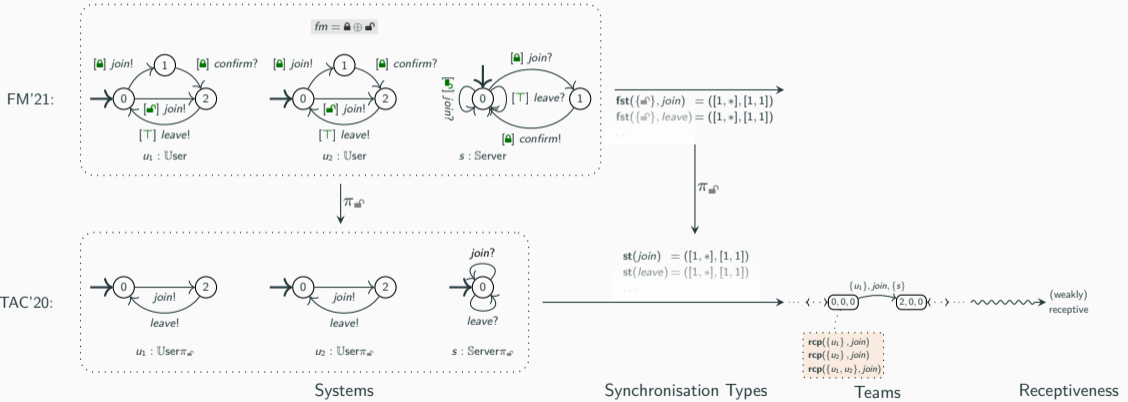 fm = 🔒 ⊕ 🔓
[🔒] join! 1 [🔒] confirm?
0 2
[🔓] join!
[⊤] leave!
u₁ : 𝕌ser
[🔒] join! 1 [🔒] confirm?
0 2
[🔓] join!
[⊤] leave!
u₂ : 𝕌ser
[🔒] join?
[🔓] join? 0 [⊤] leave? 1
[🔒] confirm!
s : 𝕊erver
FM'21:
fst({🔓}, join) = ([1, *], [1, 1])
fst({🔓}, leave) = ([1, *], [1, 1])
. . .
π🔓
π🔓
TAC'20:
0 2
join!
leave!
u₁ : 𝕌serπ🔓
0 2
join!
leave!
u₂ : 𝕌serπ🔓
join?
0
leave?
s : 𝕊erverπ🔓
st(join) = ([1, *], [1, 1])
st(leave) = ([1, *], [1, 1])
. . .
{u₁}, join, {s}
0, 0, 0 2, 0, 0
rcp({u₁}, join)
rcp({u₂}, join)
rcp({u₁, u₂}, join)
(weakly)
receptive
Systems
Synchronisation Types
Teams
Receptiveness